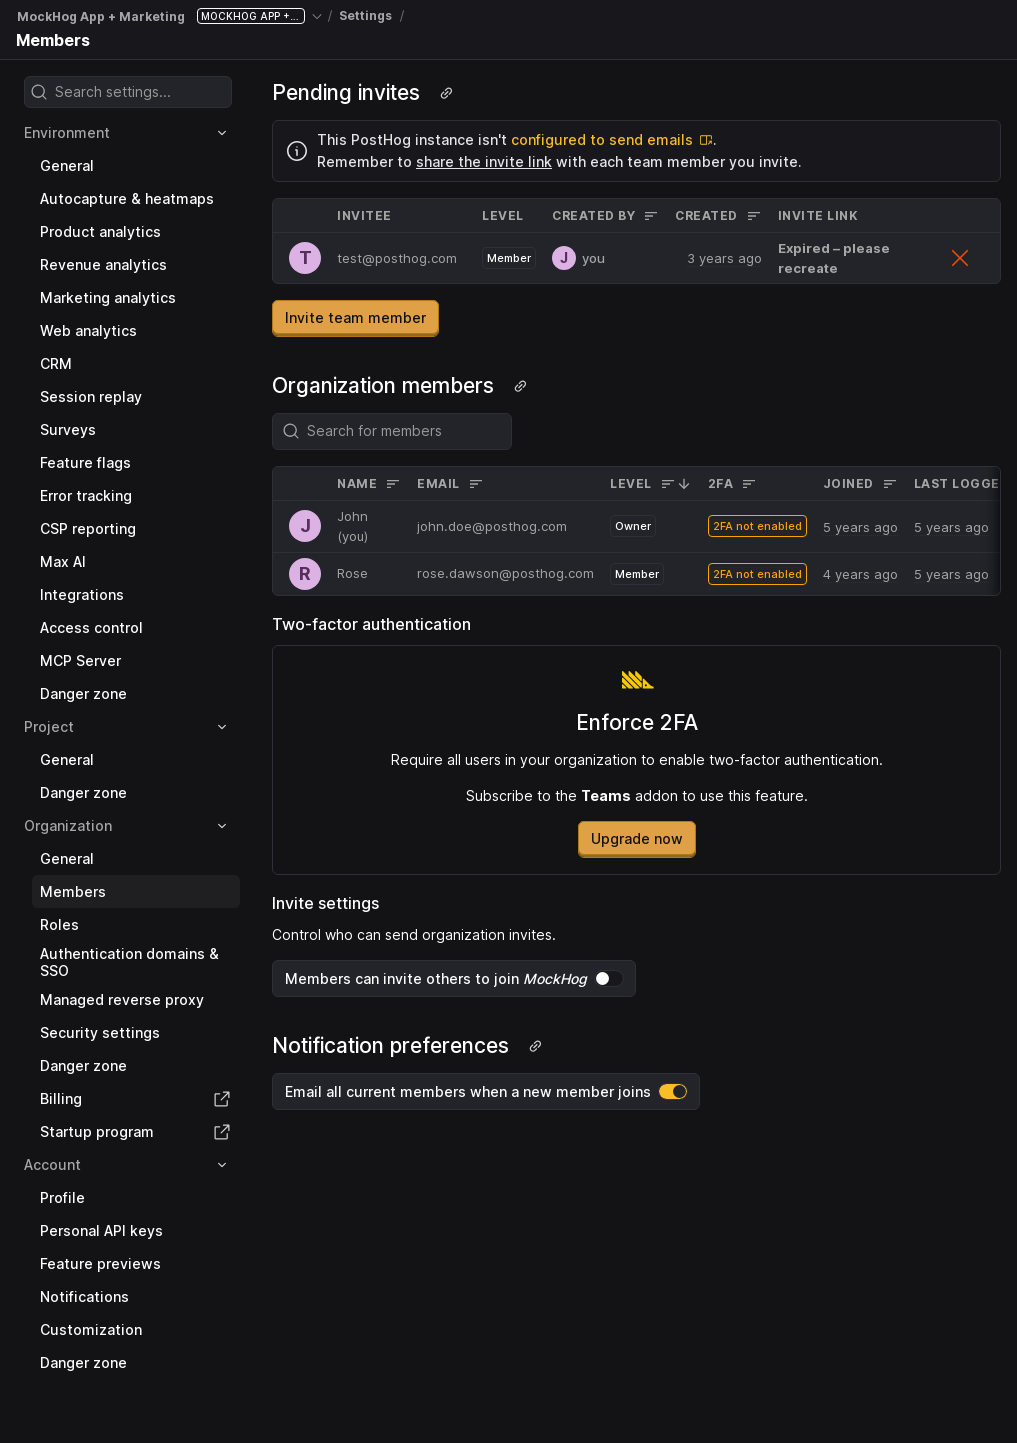 MockHog App + Marketing MOCKHOG APP +... / Settings /
Members
Search settings...
Environment
General
Autocapture & heatmaps
Product analytics
Revenue analytics
Marketing analytics
Web analytics
CRM
Session replay
Surveys
Feature flags
Error tracking
CSP reporting
Max AI
Integrations
Access control
MCP Server
Danger zone
Project
General
Danger zone
Organization
General
Members
Roles
Authentication domains &
SSO
Managed reverse proxy
Security settings
Danger zone
Billing
Startup program
Account
Profile
Personal API keys
Feature previews
Notifications
Customization
Danger zone
Pending invites
This PostHog instance isn't configured to send emails.
Remember to share the invite link with each team member you invite.
INVITEE LEVEL CREATED BY CREATED INVITE LINK
T test@posthog.com Member J you 3 years ago Expired – please
recreate
Invite team member
Organization members
Search for members
NAME EMAIL LEVEL 2FA JOINED LAST LOGGE
J John
(you) john.doe@posthog.com Owner 2FA not enabled 5 years ago 5 years ago
R Rose rose.dawson@posthog.com Member 2FA not enabled 4 years ago 5 years ago
Two-factor authentication
Enforce 2FA
Require all users in your organization to enable two-factor authentication.
Subscribe to the Teams addon to use this feature.
Upgrade now
Invite settings
Control who can send organization invites.
Members can invite others to join MockHog
Notification preferences
Email all current members when a new member joins